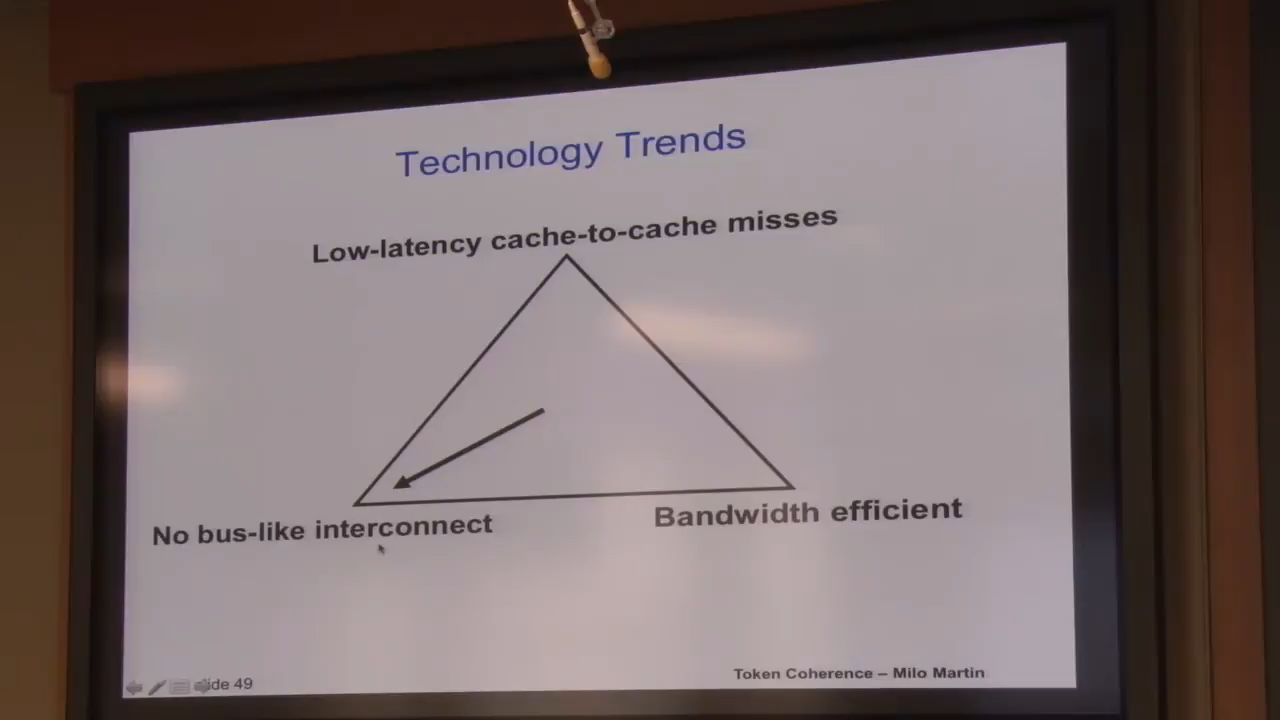 Technology Trends
Low-latency cache-to-cache misses
No bus-like interconnect
Bandwidth efficient
49
Token Coherence – Milo Martin